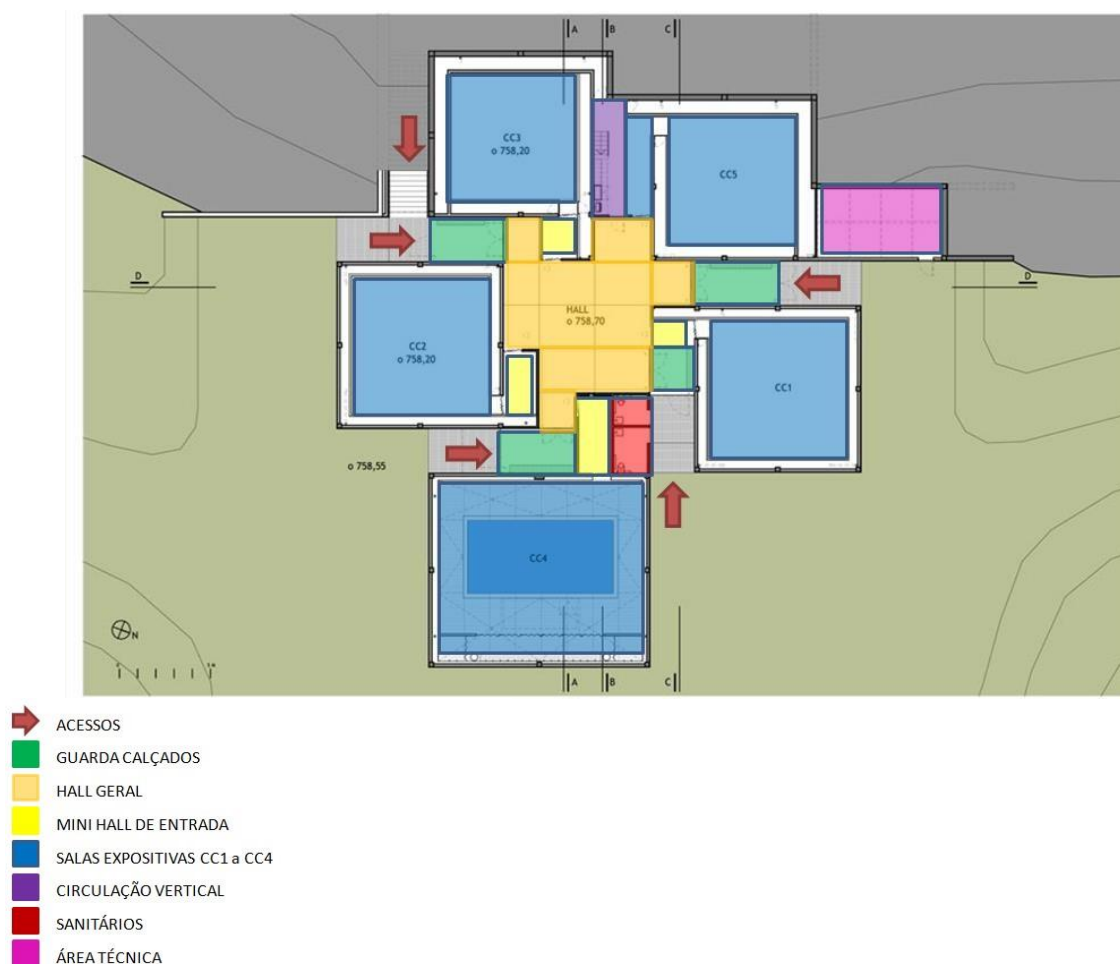 A B C
CC3
o 758,20
CC5
D D
HALL
o 758,70
CC2
o 758,20
CC1
o 758,55
CC4
N
A B C
ACESSOS
GUARDA CALÇADOS
HALL GERAL
MINI HALL DE ENTRADA
SALAS EXPOSITIVAS CC1 a CC4
CIRCULAÇÃO VERTICAL
SANITÁRIOS
ÁREA TÉCNICA